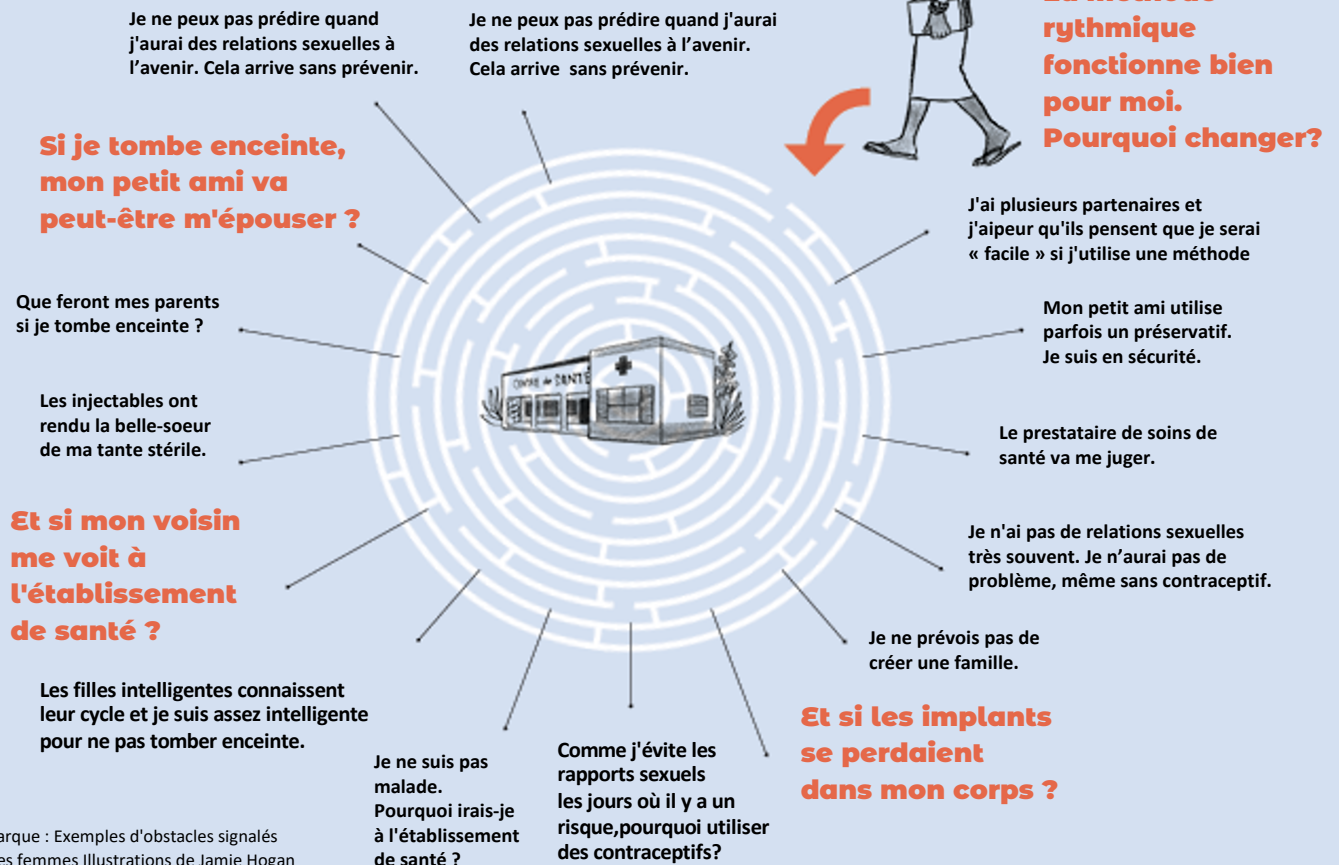 Je ne peux pas prédire quand
j'aurai des relations sexuelles à
l’avenir. Cela arrive sans prévenir.
Je ne peux pas prédire quand j'aurai
des relations sexuelles à l’avenir.
Cela arrive sans prévenir.
rythmique
fonctionne bien
pour moi.
Pourquoi changer?
Si je tombe enceinte,
mon petit ami va
peut-être m'épouser ?
J'ai plusieurs partenaires et
j'aipeur qu'ils pensent que je serai
« facile » si j'utilise une méthode
Que feront mes parents
si je tombe enceinte ?
Mon petit ami utilise
parfois un préservatif.
Je suis en sécurité.
CENTRE de SANTÉ
Les injectables ont
rendu la belle-soeur
de ma tante stérile.
Le prestataire de soins de
santé va me juger.
Et si mon voisin
me voit à
l'établissement
de santé ?
Je n'ai pas de relations sexuelles
très souvent. Je n’aurai pas de
problème, même sans contraceptif.
Je ne prévois pas de
créer une famille.
Les filles intelligentes connaissent
leur cycle et je suis assez intelligente
pour ne pas tomber enceinte.
Je ne suis pas
malade.
Pourquoi irais-je
à l'établissement
de santé ?
Comme j'évite les
rapports sexuels
les jours où il y a un
risque,pourquoi utiliser
des contraceptifs?
Et si les implants
se perdaient
dans mon corps ?
arque : Exemples d'obstacles signalés
es femmes Illustrations de Jamie Hogan